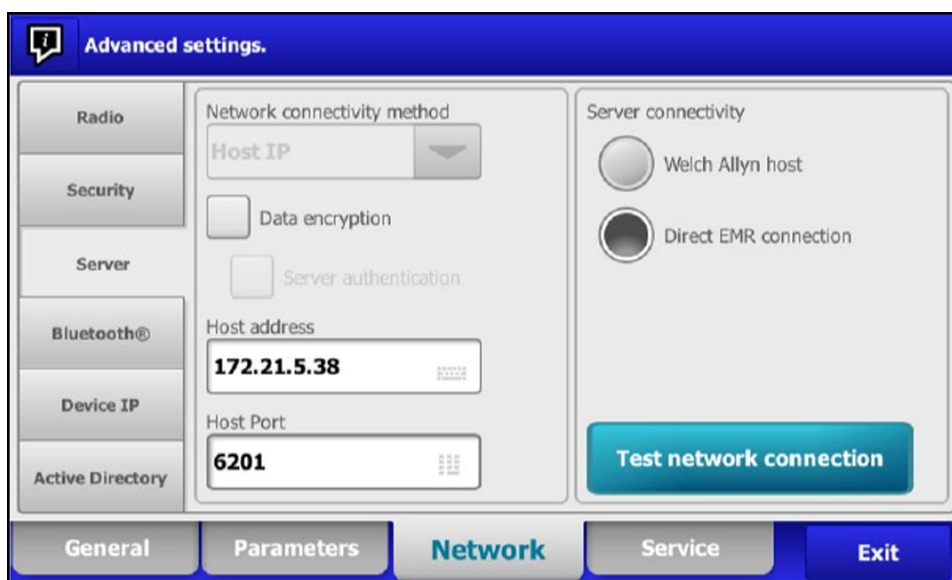 Advanced settings.
Radio
Security
Server
Bluetooth®
Device IP
Active Directory
Network connectivity method
Host IP
Data encryption
Server authentication
Host address
172.21.5.38
Host Port
6201
Server connectivity
Welch Allyn host
Direct EMR connection
Test network connection
General
Parameters
Network
Service
Exit